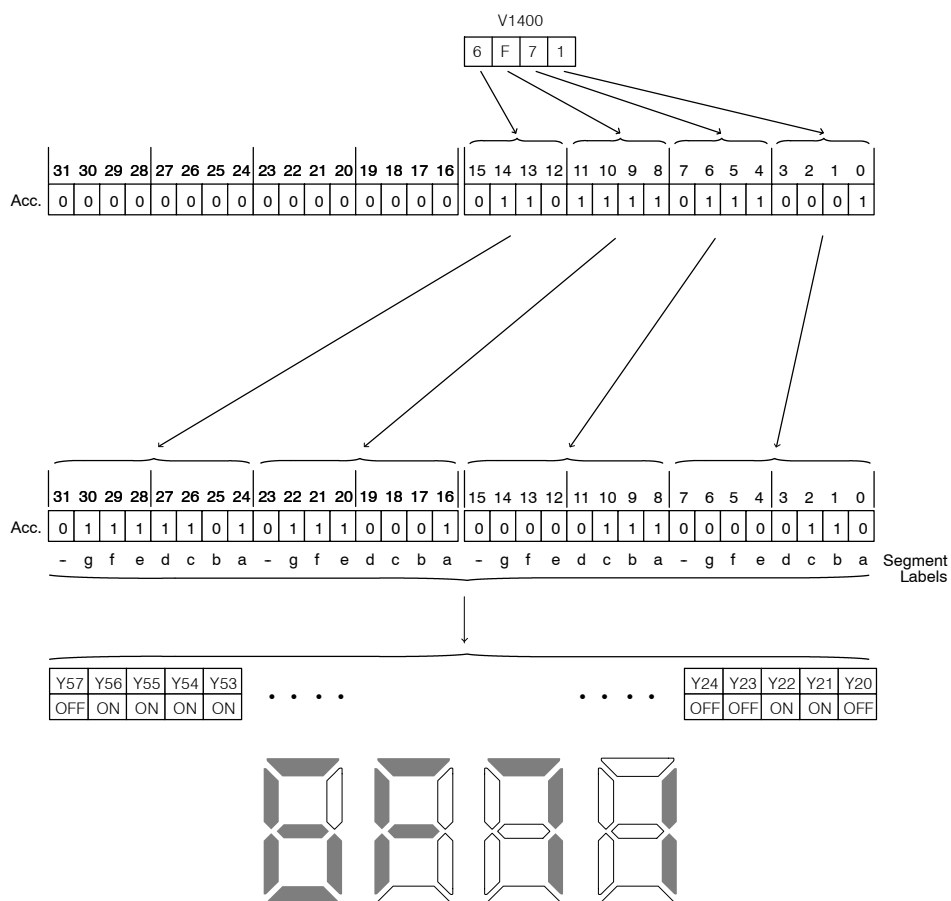 V1400
6 F 7 1
31 30 29 28 27 26 25 24 23 22 21 20 19 18 17 16 15 14 13 12 11 10 9 8 7 6 5 4 3 2 1 0
Acc. 0 0 0 0 0 0 0 0 0 0 0 0 0 0 0 0 0 1 1 0 1 1 1 1 0 1 1 1 0 0 0 1
31 30 29 28 27 26 25 24 23 22 21 20 19 18 17 16 15 14 13 12 11 10 9 8 7 6 5 4 3 2 1 0
Acc. 0 1 1 1 1 1 0 1 0 1 1 1 0 0 0 1 0 0 0 0 0 1 1 1 0 0 0 0 0 1 1 0
- g f e d c b a - g f e d c b a - g f e d c b a - g f e d c b a Segment
Labels
Y57 Y56 Y55 Y54 Y53 Y24 Y23 Y22 Y21 Y20
OFF ON ON ON ON . . . . . . . . OFF OFF ON ON OFF